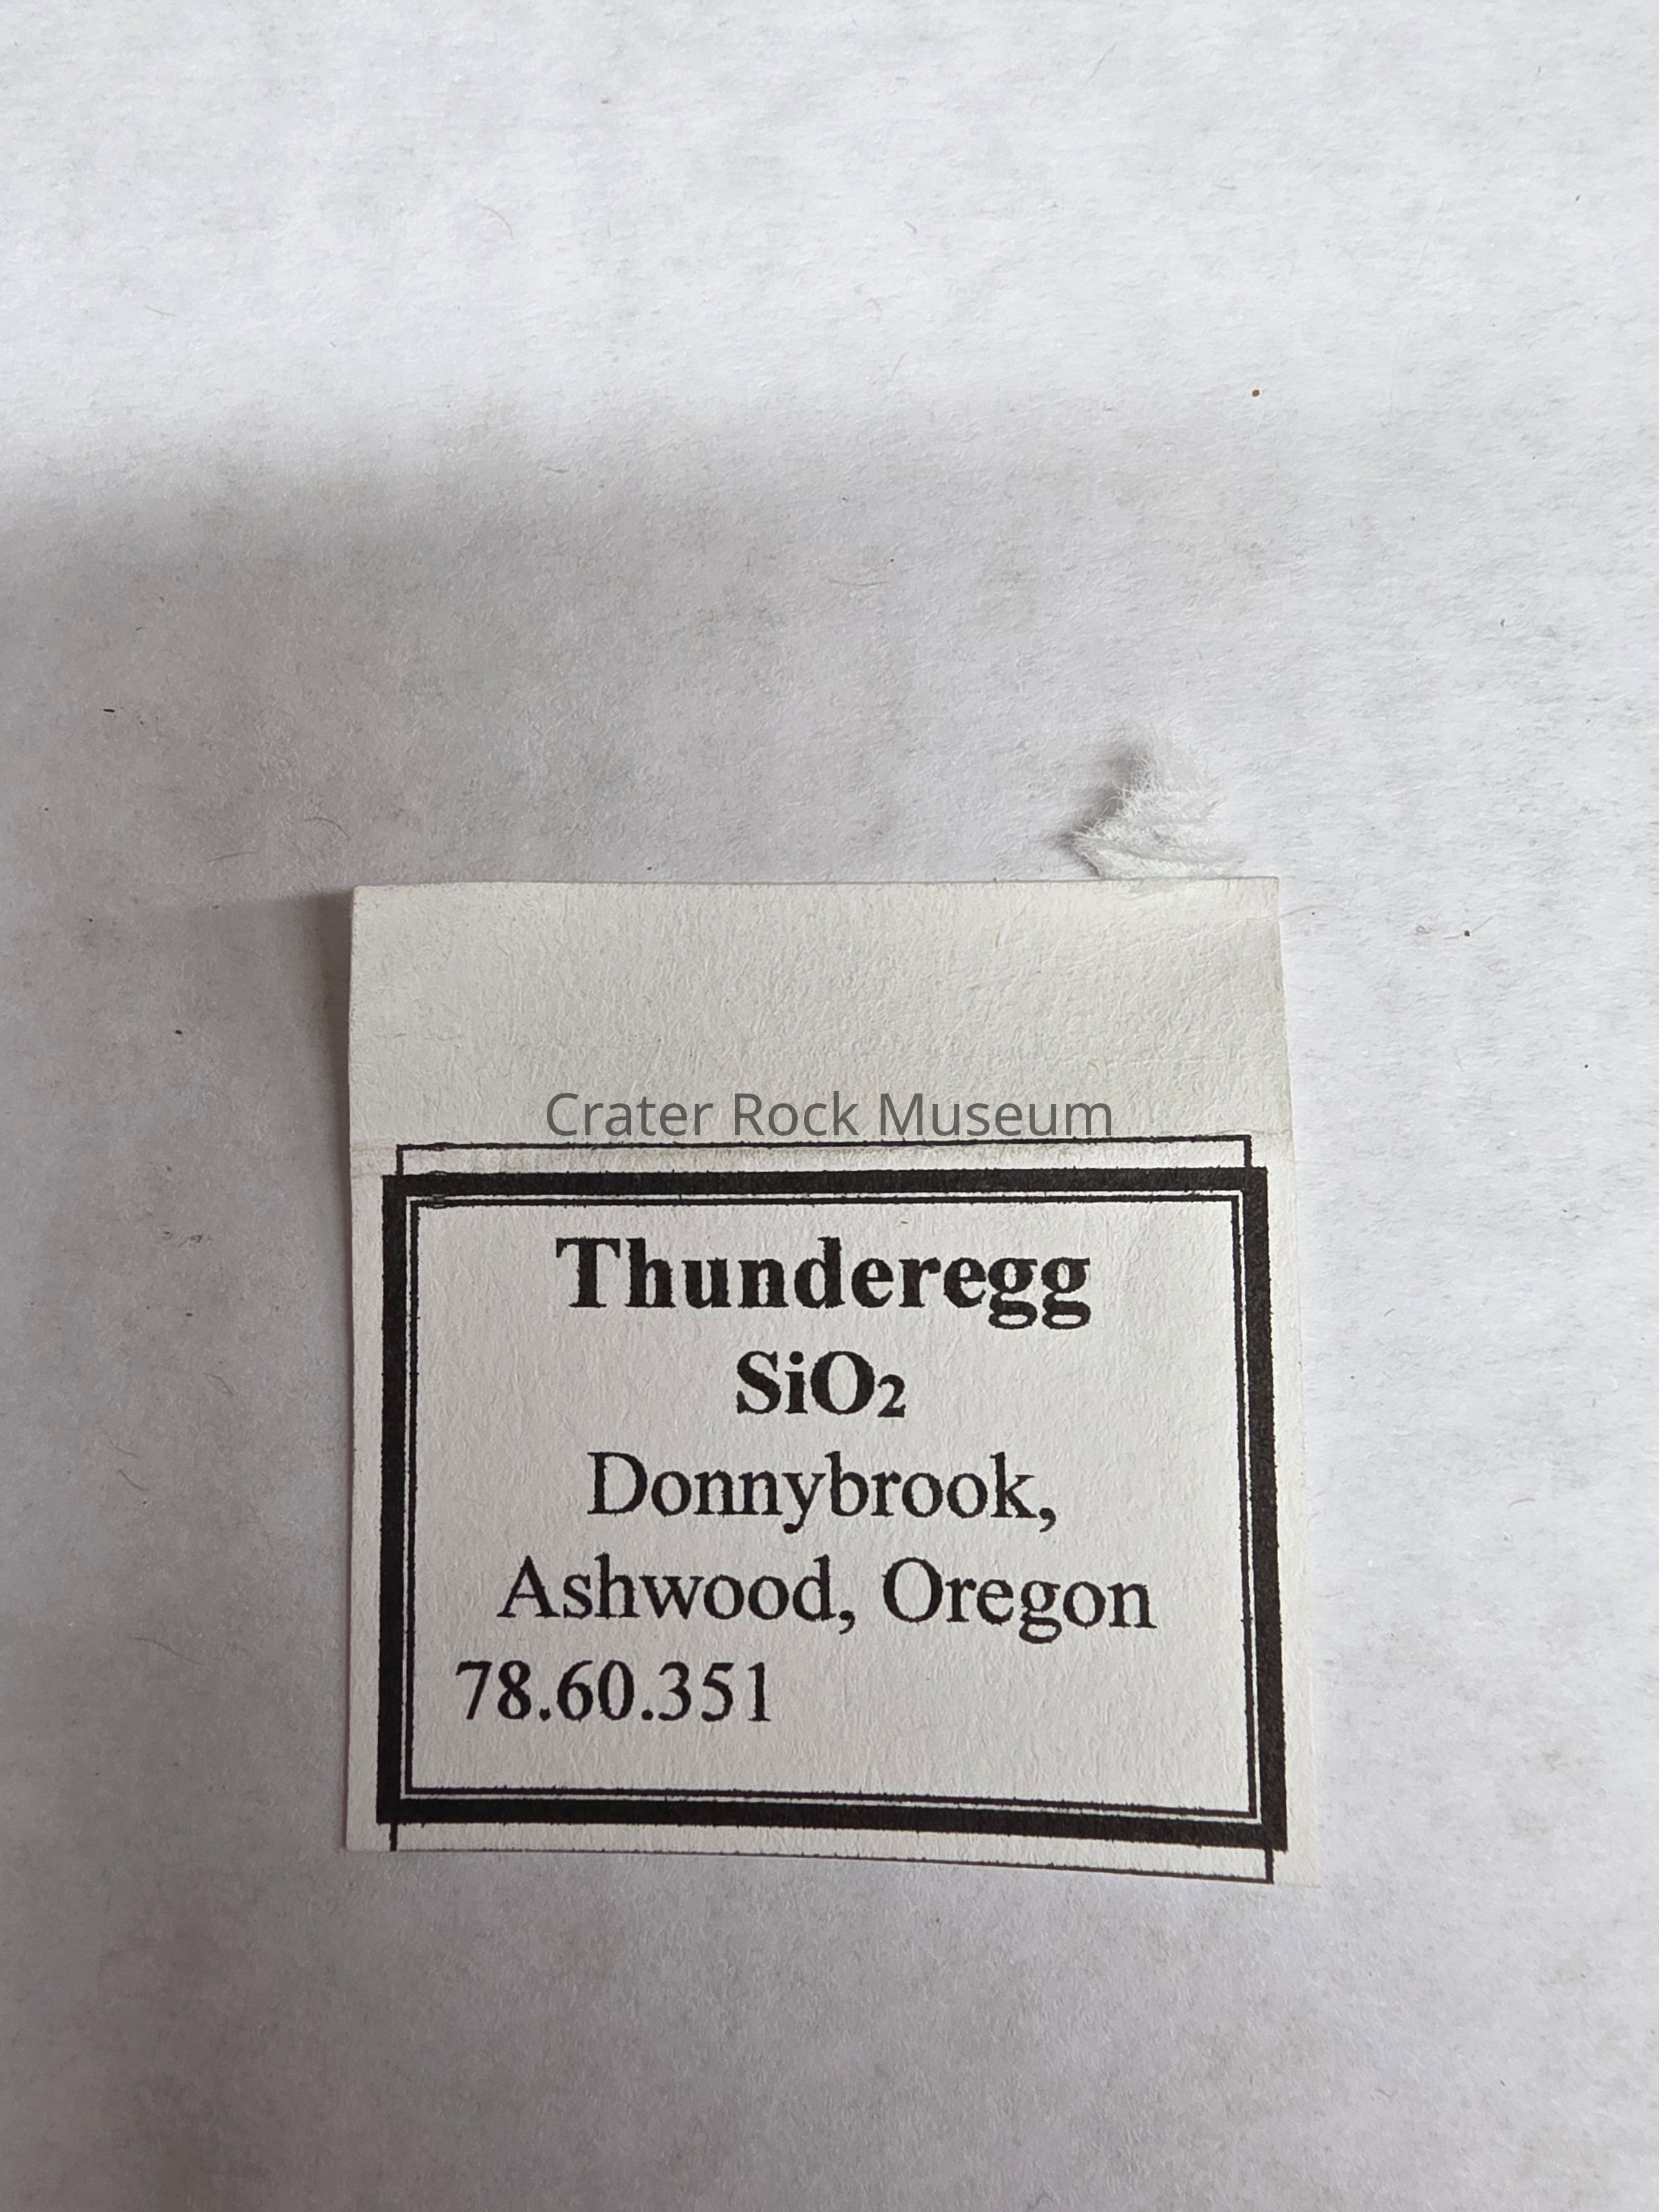 Crater Rock Museum
Thunderegg
SiO₂
Donnybrook,
Ashwood, Oregon
78.60.351